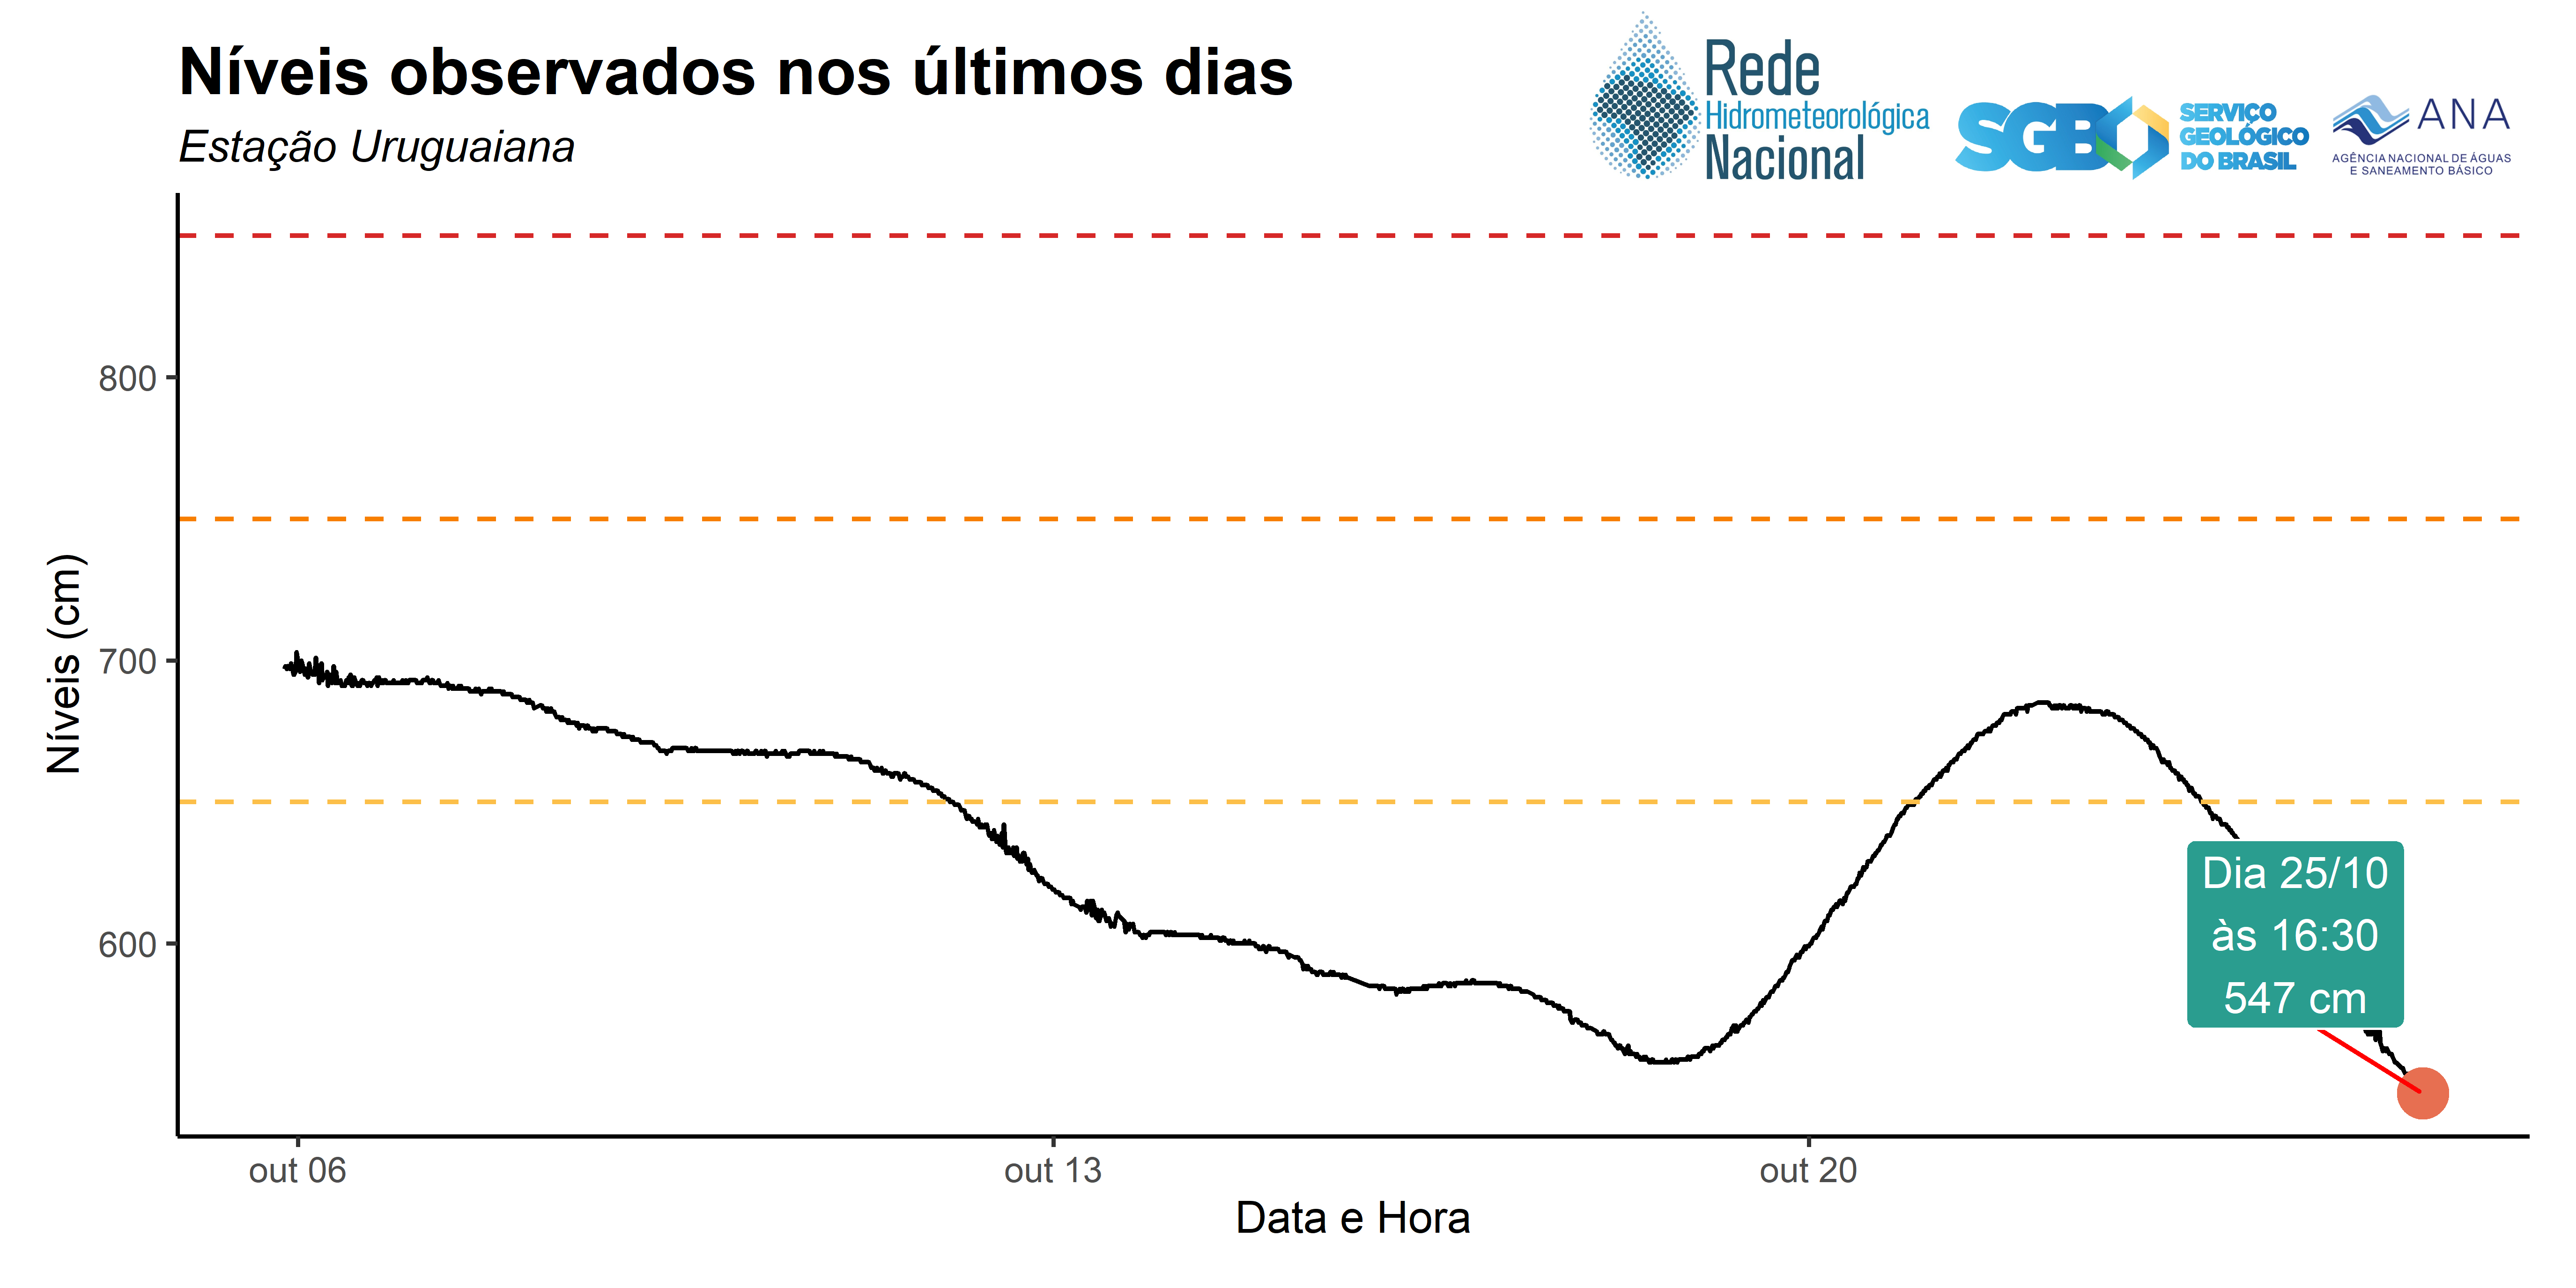 Níveis observados nos últimos dias
Estação Uruguaiana
Rede
Hidrometeorológica
Nacional
SGB
SERVIÇO
GEOLÓGICO
DO BRASIL
ANA
AGÊNCIA NACIONAL DE ÁGUAS
E SANEAMENTO BÁSICO
Níveis (cm)
800
700
600
Dia 25/10
às 16:30
547 cm
out 06
out 13
out 20
Data e Hora